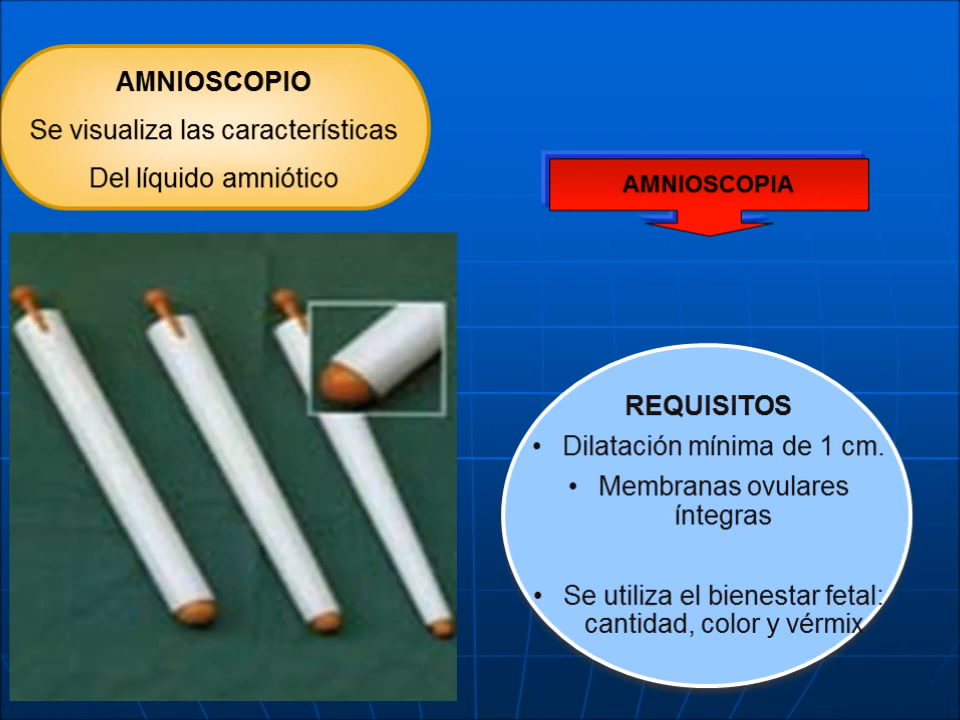 AMNIOSCOPIO
Se visualiza las características
Del líquido amniótico
AMNIOSCOPIA
REQUISITOS
• Dilatación mínima de 1 cm.
• Membranas ovulares
íntegras
• Se utiliza el bienestar fetal:
cantidad, color y vérmix